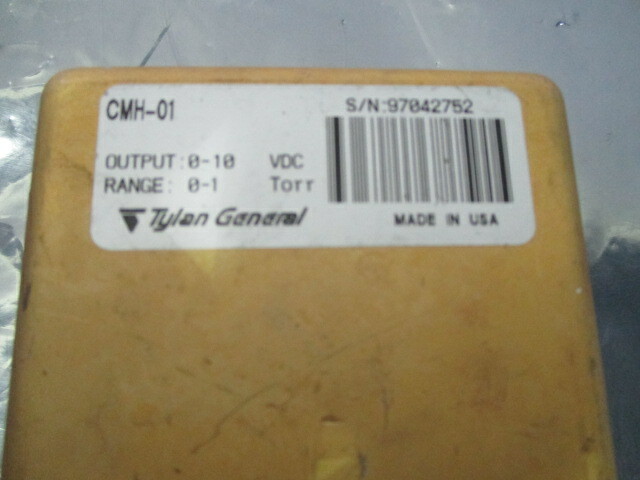 CMH-01
S/N:97042752
OUTPUT:0-10 VDC
RANGE: 0-1 Torr
Tylan General
MADE IN USA